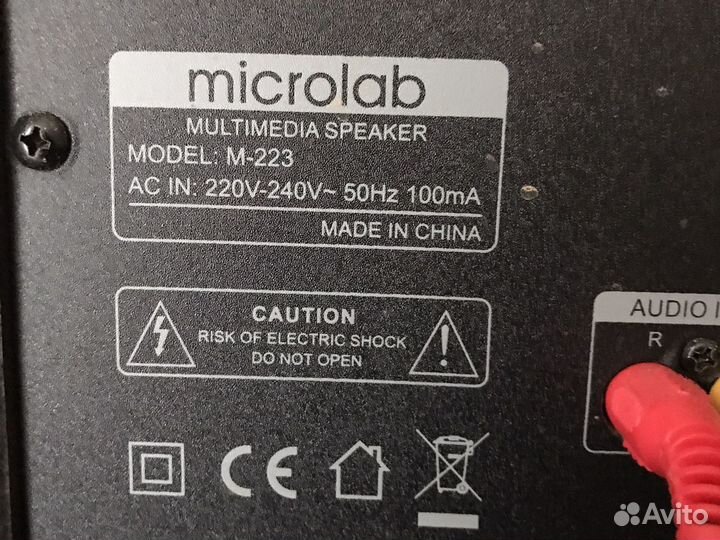 microlab
MULTIMEDIA SPEAKER
MODEL: M-223
AC IN: 220V-240V~ 50Hz 100mA
MADE IN CHINA
CAUTION
RISK OF ELECTRIC SHOCK
DO NOT OPEN
AUDIO I
R
CE
Avito